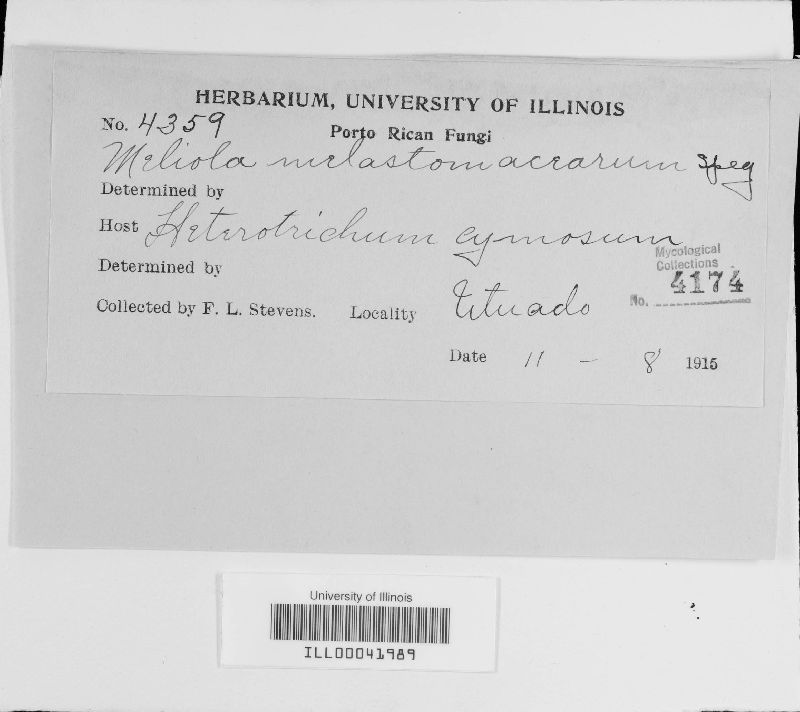 HERBARIUM, UNIVERSITY OF ILLINOIS
No. 4359
Porto Rican Fungi
Meliola melastomacearum Speg
Determined by
Host Heterotrichum cymosum
Determined by
Mycological
Collections
No. 4174
Collected by F. L. Stevens. Locality Utuado
Date 11 - 8 1915
University of Illinois
ILL00041989